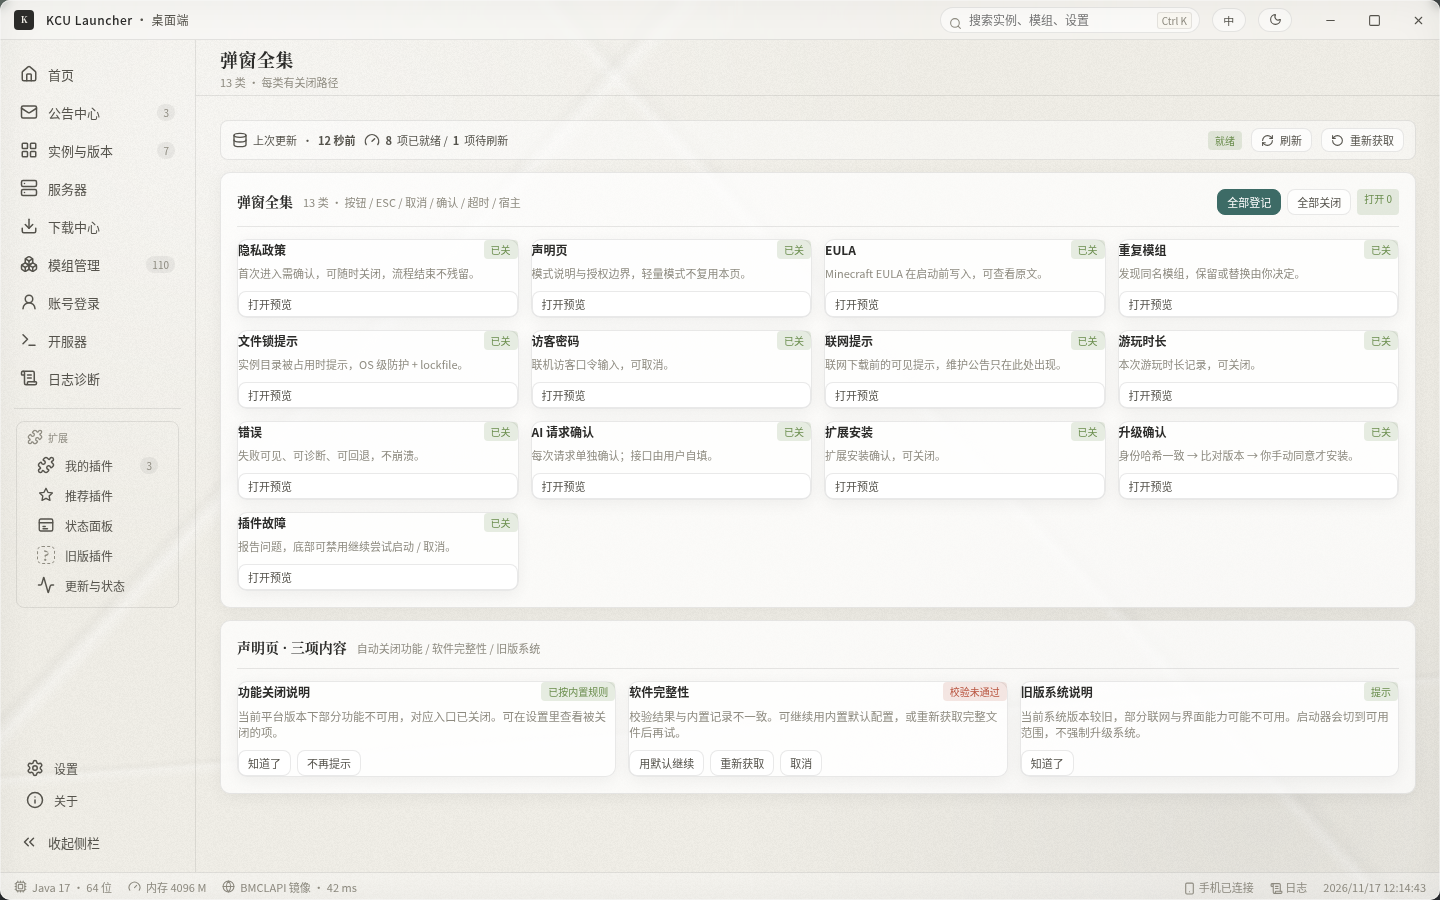 K KCU Launcher • 桌面端
搜索实例、模组、设置 Ctrl K 中
首页
公告中心 3
实例与版本 7
服务器
下载中心
模组管理 110
账号登录
开服器
日志诊断
扩展
我的插件 3
推荐插件
状态面板
? 旧版插件
更新与状态
设置
关于
收起侧栏
弹窗全集
13 类 • 每类有关闭路径
上次更新 • 12 秒前 8 项已就绪 / 1 项待刷新 就绪 刷新 重新获取
弹窗全集 13 类 • 按钮 / ESC / 取消 / 确认 / 超时 / 宿主 全部登记 全部关闭 打开 0
隐私政策 已关
首次进入需确认，可随时关闭，流程结束不残留。
打开预览
声明页 已关
模式说明与授权边界，轻量模式不复用本页。
打开预览
EULA 已关
Minecraft EULA 在启动前写入，可查看原文。
打开预览
重复模组 已关
发现同名模组，保留或替换由你决定。
打开预览
文件锁提示 已关
实例目录被占用时提示，OS 级防护 + lockfile。
打开预览
访客密码 已关
联机访客口令输入，可取消。
打开预览
联网提示 已关
联网下载前的可见提示，维护公告只在此处出现。
打开预览
游玩时长 已关
本次游玩时长记录，可关闭。
打开预览
错误 已关
失败可见、可诊断、可回退，不崩溃。
打开预览
AI 请求确认 已关
每次请求单独确认；接口由用户自填。
打开预览
扩展安装 已关
扩展安装确认，可关闭。
打开预览
升级确认 已关
身份哈希一致 → 比对版本 → 你手动同意才安装。
打开预览
插件故障 已关
报告问题，底部可禁用继续尝试启动 / 取消。
打开预览
声明页 · 三项内容 自动关闭功能 / 软件完整性 / 旧版系统
功能关闭说明 已按内置规则
当前平台版本下部分功能不可用，对应入口已关闭。可在设置里查看被关
闭的项。
知道了 不再提示
软件完整性 校验未通过
校验结果与内置记录不一致。可继续用内置默认配置，或重新获取完整文
件后再试。
用默认继续 重新获取 取消
旧版系统说明 提示
当前系统版本较旧，部分联网与界面能力可能不可用。启动器会切到可用
范围，不强制升级系统。
知道了
Java 17 • 64 位 内存 4096 M BMCLAPI 镜像 • 42 ms 手机已连接 日志 2026/11/17 12:14:43